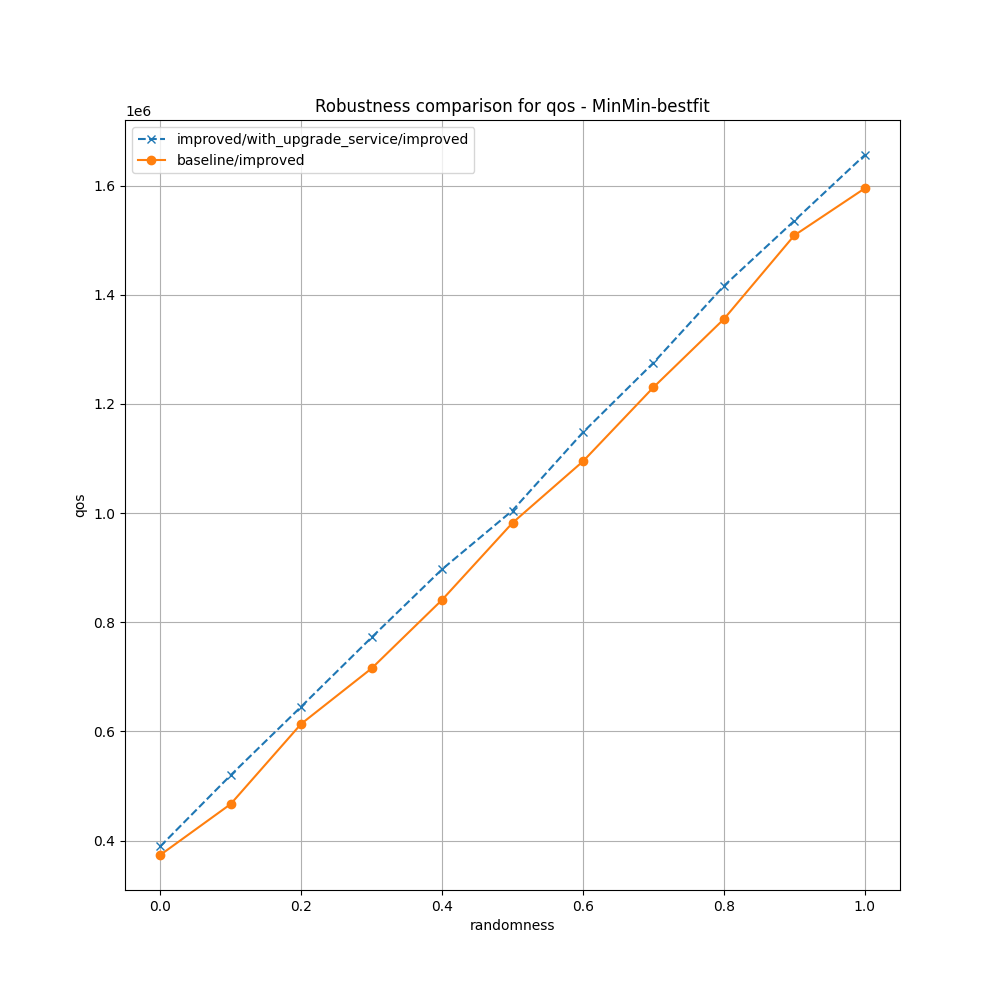 Robustness comparison for qos - MinMin-bestfit
1e6
improved/with_upgrade_service/improved
baseline/improved
1.6
1.4
1.2
1.0
0.8
0.6
0.4
qos
0.0 0.2 0.4 0.6 0.8 1.0
randomness